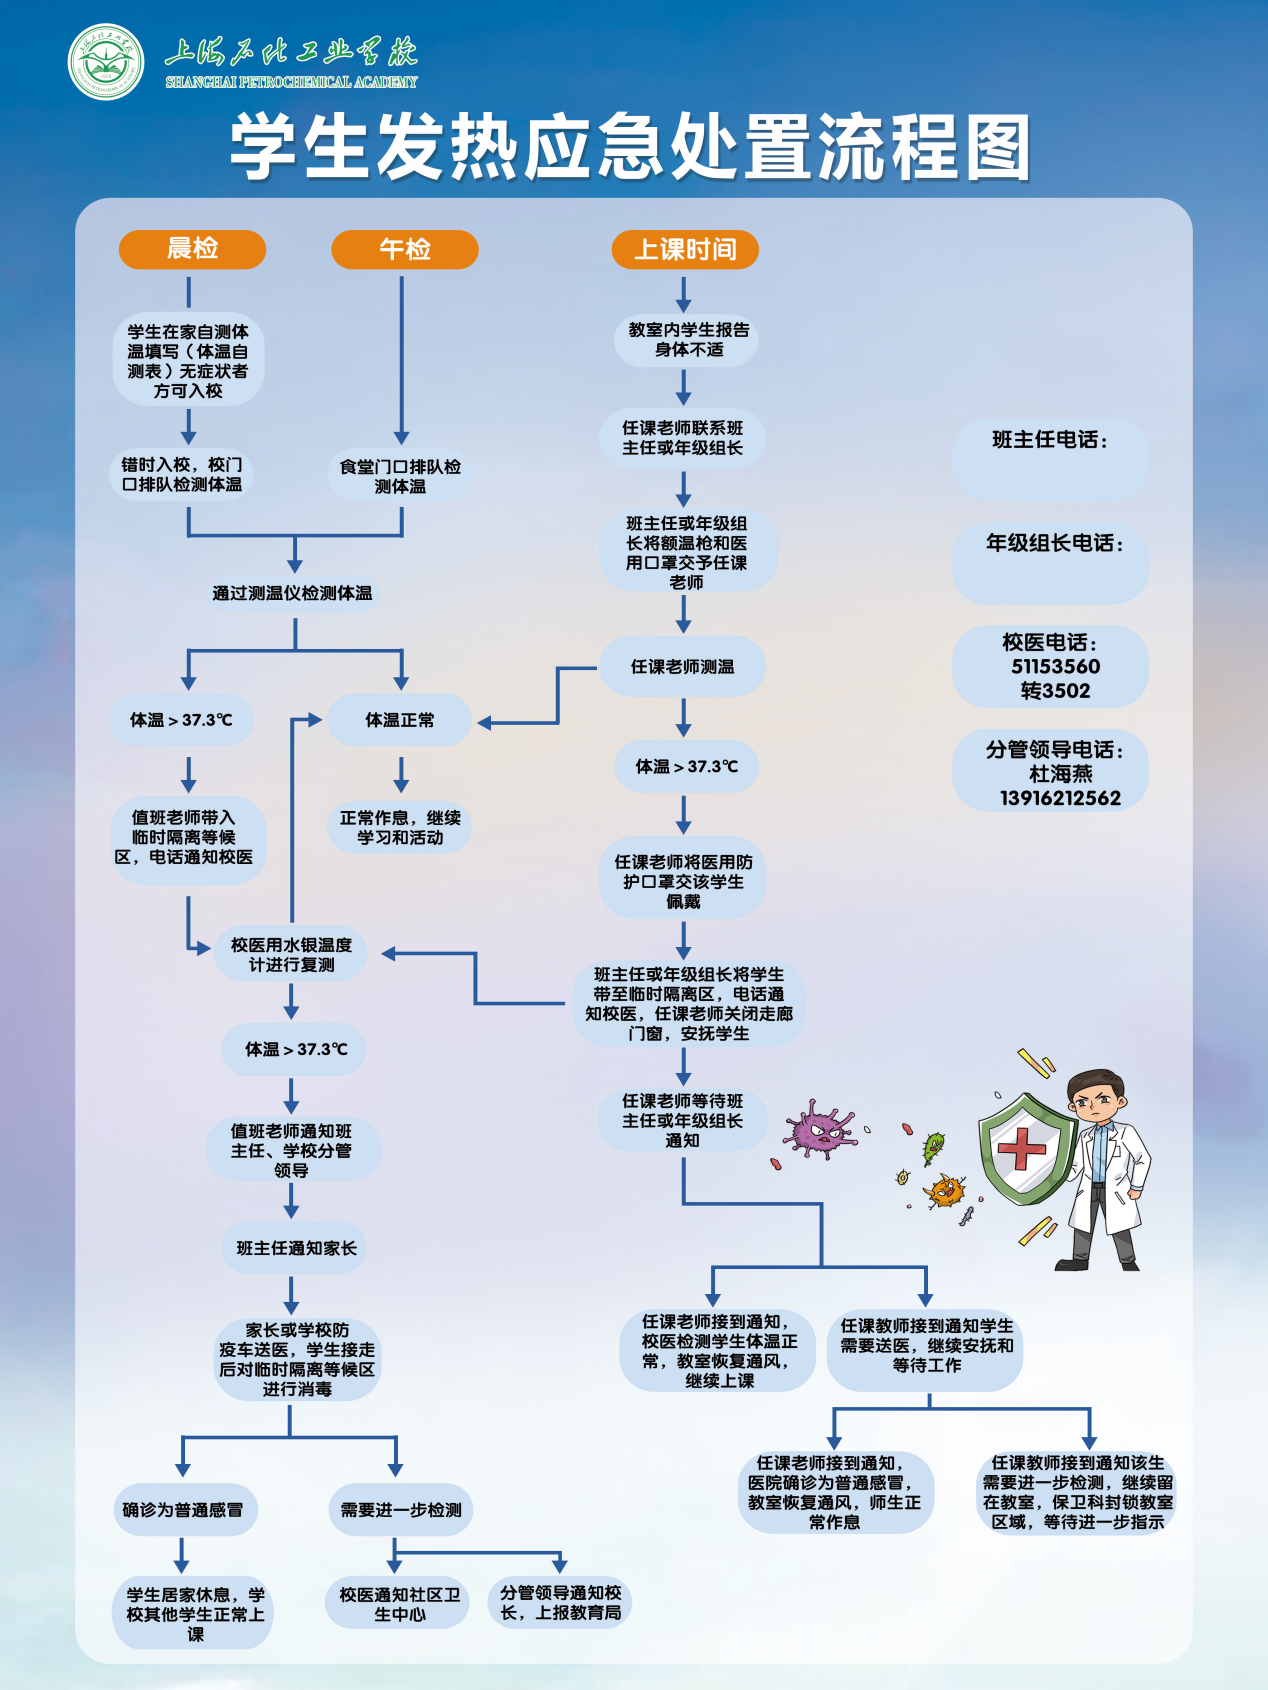 上海石化工业学校
SHANGHAI PETROCHEMICAL ACADEMY
学生发热应急处置流程图
晨检
午检
上课时间
学生在家自测体
温填写（体温自
测表）无症状者
方可入校
错时入校，校门
口排队检测体温
食堂门口排队检
测体温
通过测温仪检测体温
体温＞37.3℃
体温正常
值班老师带入
临时隔离等候
区，电话通知校医
正常作息，继续
学习和活动
校医用水银温度
计进行复测
体温＞37.3℃
值班老师通知班
主任、学校分管
领导
班主任通知家长
家长或学校防
疫车送医，学生接走
后对临时隔离等候区
进行消毒
确诊为普通感冒
需要进一步检测
学生居家休息，学
校其他学生正常上
课
校医通知社区卫
生中心
分管领导通知校
长，上报教育局
教室内学生报告
身体不适
任课老师联系班
主任或年级组长
班主任或年级组
长将额温枪和医
用口罩交予任课
老师
任课老师测温
体温＞37.3℃
任课老师将医用防
护口罩交该学生
佩戴
班主任或年级组长将学生
带至临时隔离区，电话通
知校医，任课老师关闭走廊
门窗，安抚学生
任课老师等待班
主任或年级组长
通知
任课老师接到通知，
校医检测学生体温正
常，教室恢复通风，
继续上课
任课教师接到通知学生
需要送医，继续安抚和
等待工作
任课老师接到通知，
医院确诊为普通感冒，
教室恢复通风，师生正
常作息
任课教师接到通知该生
需要进一步检测，继续留
在教室，保卫科封锁教室
区域，等待进一步指示
班主任电话：
年级组长电话：
校医电话：
51153560
转3502
分管领导电话：
杜海燕
13916212562